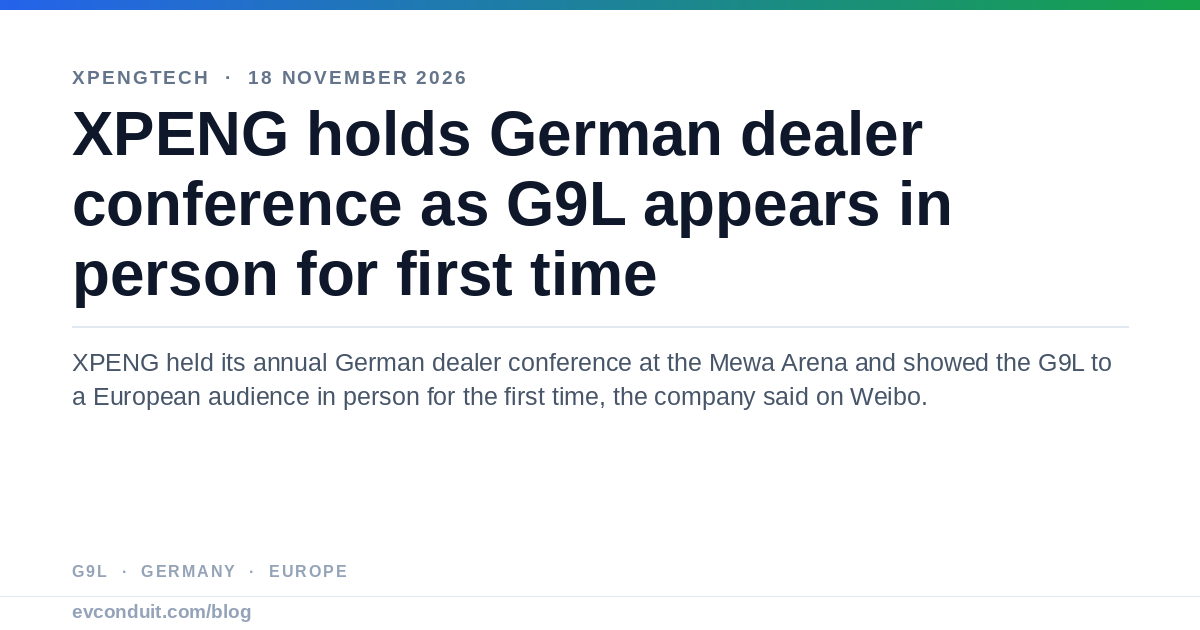 XPENGTECH · 18 NOVEMBER 2026
XPENG holds German dealer
conference as G9L appears in
person for first time
XPENG held its annual German dealer conference at the Mewa Arena and showed the G9L to
a European audience in person for the first time, the company said on Weibo.
G9L · GERMANY · EUROPE
evconduit.com/blog